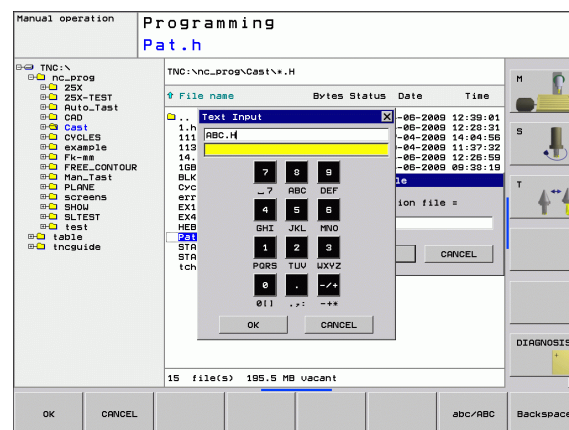 Manual operation
Programming
Pat.h
TNC:\
nc_prog
25X
25X-TEST
Auto_Tast
CAD
Cast
CYCLES
example
Fk-mm
FREE_CONTOUR
Man_Tast
PLANE
screens
SHOW
SLTEST
test
table
tncguide
TNC:\nc_prog\Cast\*.H
File name Bytes Status Date Time
.. -06-2009 12:39:01
1.h -06-2009 12:28:31
111 -04-2009 14:04:56
113 -04-2009 11:37:32
14. -06-2009 12:26:59
1GB -06-2009 09:38:19
BLK
Cyc
err
EX1
EX4
HEB
Pat
STA
STA
tch
le
ion file =
CANCEL
Text Input X
ABC.H
7 8 9
_ 7 ABC DEF
4 5 6
GHI JKL MNO
1 2 3
PQRS TUV WXYZ
0 . -/+
0[] .,: -+*
OK CANCEL
15 file(s) 195.5 MB vacant
M
S
T
DIAGNOSIS
OK CANCEL abc/ABC Backspace